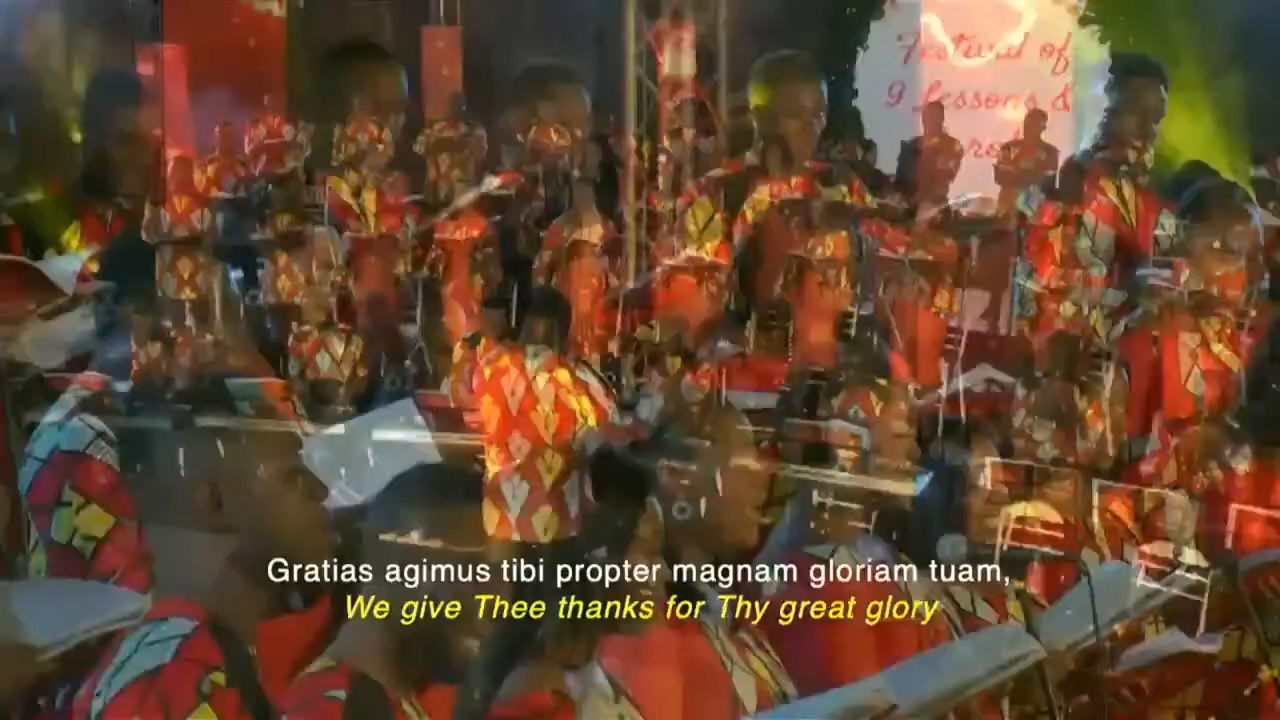 Festival of
9 Lessons &
Gratias agimus tibi propter magnam gloriam tuam,
We give Thee thanks for Thy great glory